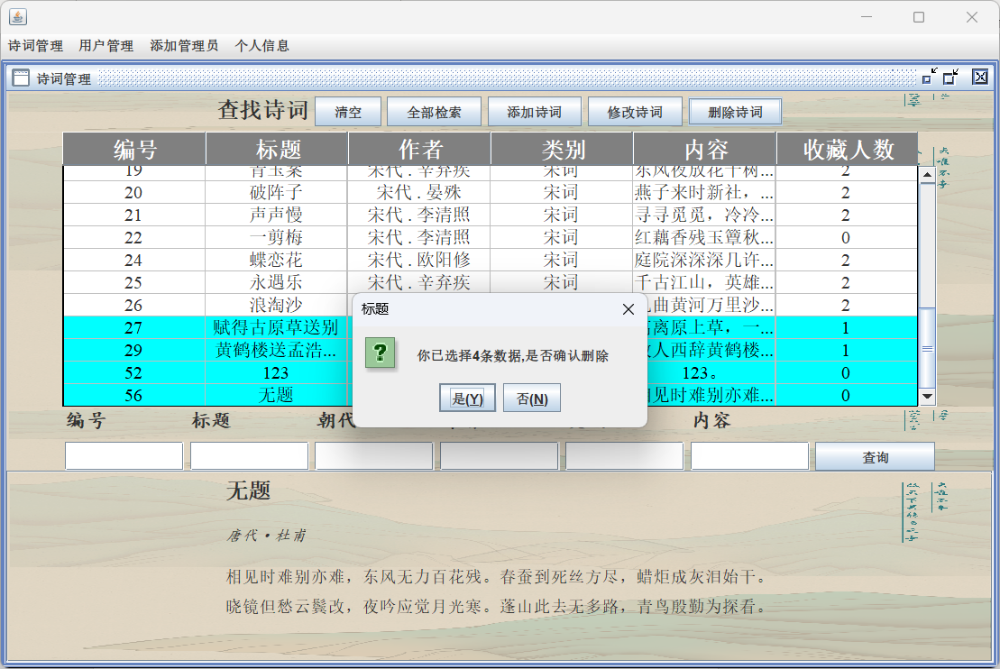 诗词管理 用户管理 添加管理员 个人信息
诗词管理
查找诗词 清空 全部检索 添加诗词 修改诗词 删除诗词
编号 标题 作者 类别 内容 收藏人数
19 青玉案 宋代 . 辛弃疾 宋词 东风夜放花千树... 2
20 破阵子 宋代 . 晏殊 宋词 燕子来时新社，... 2
21 声声慢 宋代 . 李清照 宋词 寻寻觅觅，冷冷... 2
22 一剪梅 宋代 . 李清照 宋词 红藕香残玉簟秋... 0
24 蝶恋花 宋代 . 欧阳修 宋词 庭院深深深几许... 2
25 永遇乐 宋代 . 辛弃疾 宋词 千古江山，英雄... 2
26 浪淘沙 曲黄河万里沙... 2
27 赋得古原草送别 离原上草，一... 1
29 黄鹤楼送孟浩... 人西辞黄鹤楼... 1
52 123 123。 0
56 无题 见时难别亦难... 0
标题
你已选择4条数据,是否确认删除
是(Y) 否(N)
编号 标题 朝代 内容
查询
无题
唐代·杜甫
相见时难别亦难，东风无力百花残。春蚕到死丝方尽，蜡炬成灰泪始干。
晓镜但愁云鬓改，夜吟应觉月光寒。蓬山此去无多路，青鸟殷勤为探看。